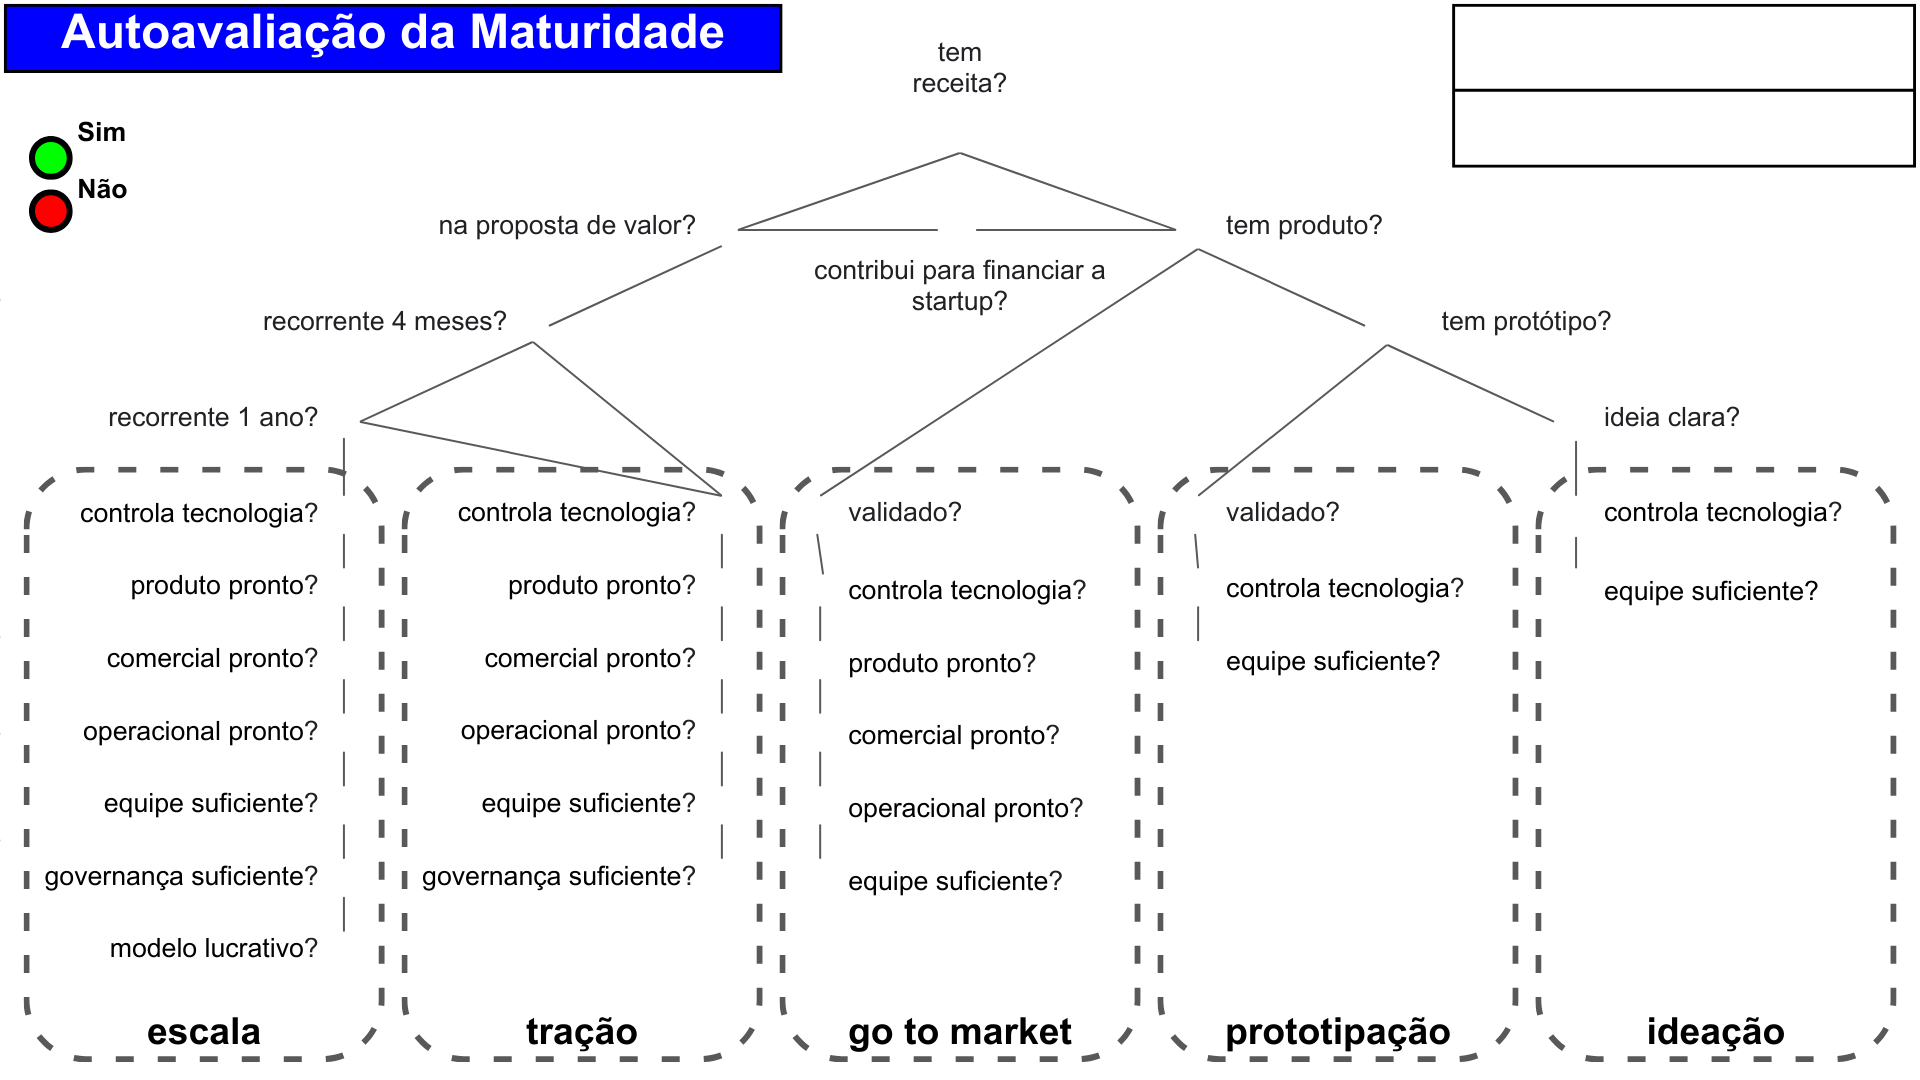 Autoavaliação da Maturidade
Sim
Não
tem
receita?
na proposta de valor?
contribui para financiar a
startup?
tem produto?
recorrente 4 meses?
tem protótipo?
recorrente 1 ano?
ideia clara?
controla tecnologia?
produto pronto?
comercial pronto?
operacional pronto?
equipe suficiente?
governança suficiente?
modelo lucrativo?
escala
controla tecnologia?
produto pronto?
comercial pronto?
operacional pronto?
equipe suficiente?
governança suficiente?
tração
validado?
controla tecnologia?
produto pronto?
comercial pronto?
operacional pronto?
equipe suficiente?
go to market
validado?
controla tecnologia?
equipe suficiente?
prototipação
controla tecnologia?
equipe suficiente?
ideação